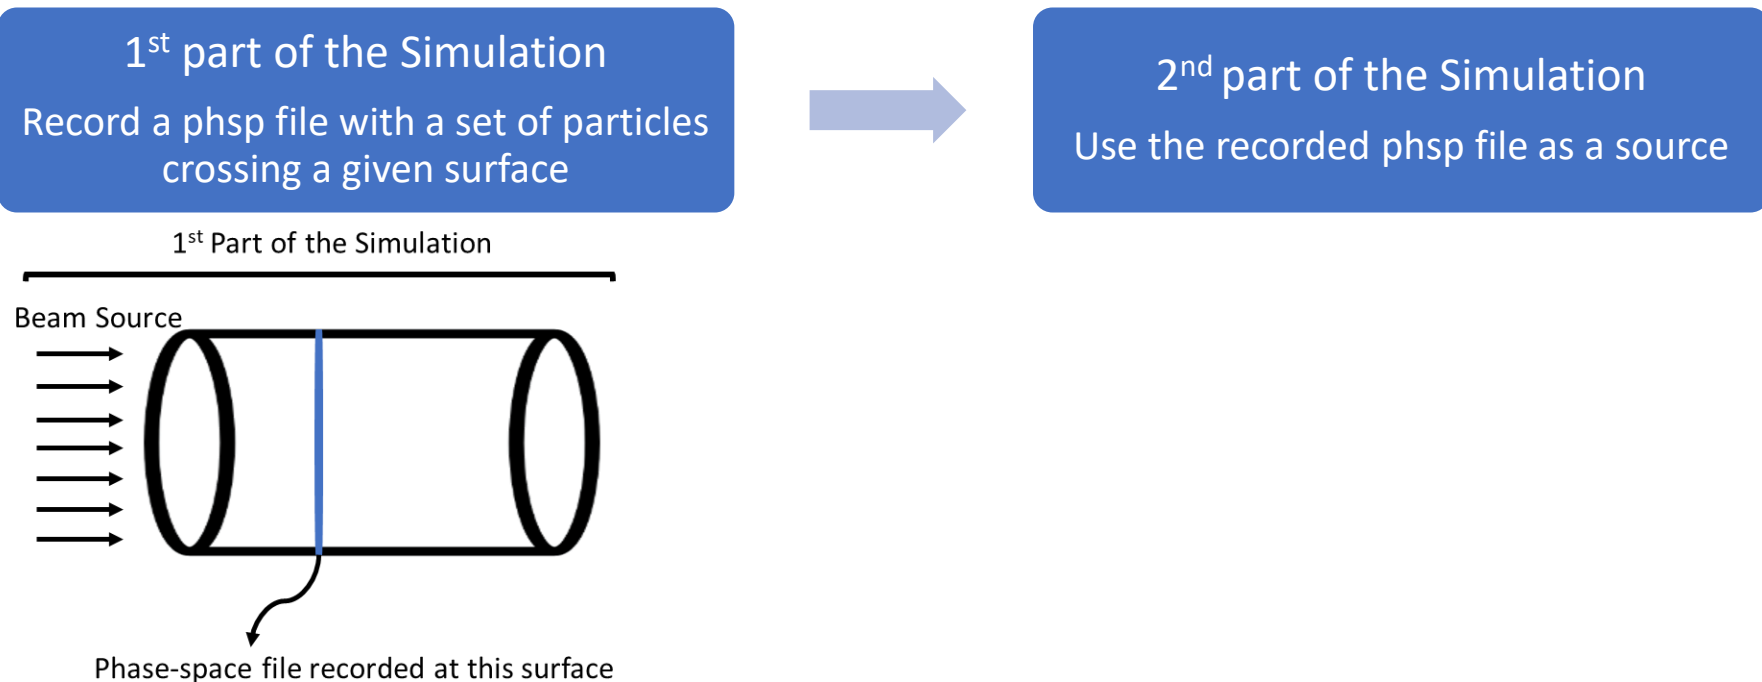 1st part of the Simulation
Record a phsp file with a set of particles
crossing a given surface
2nd part of the Simulation
Use the recorded phsp file as a source
1st Part of the Simulation
Beam Source
Phase-space file recorded at this surface